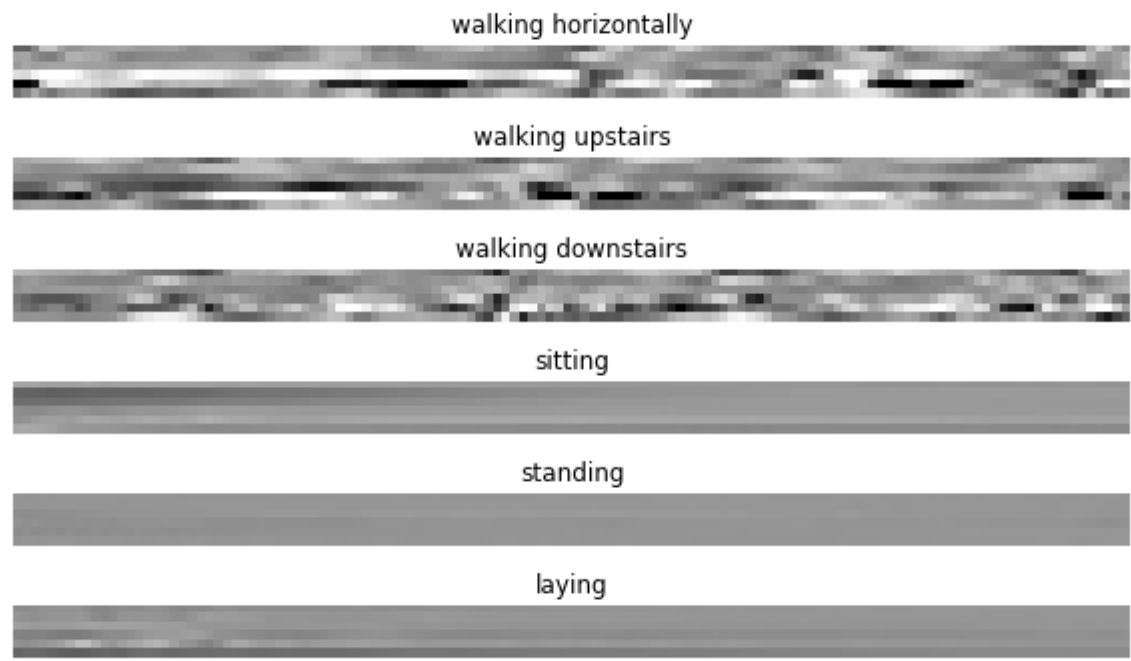 walking horizontally
walking upstairs
walking downstairs
sitting
standing
laying